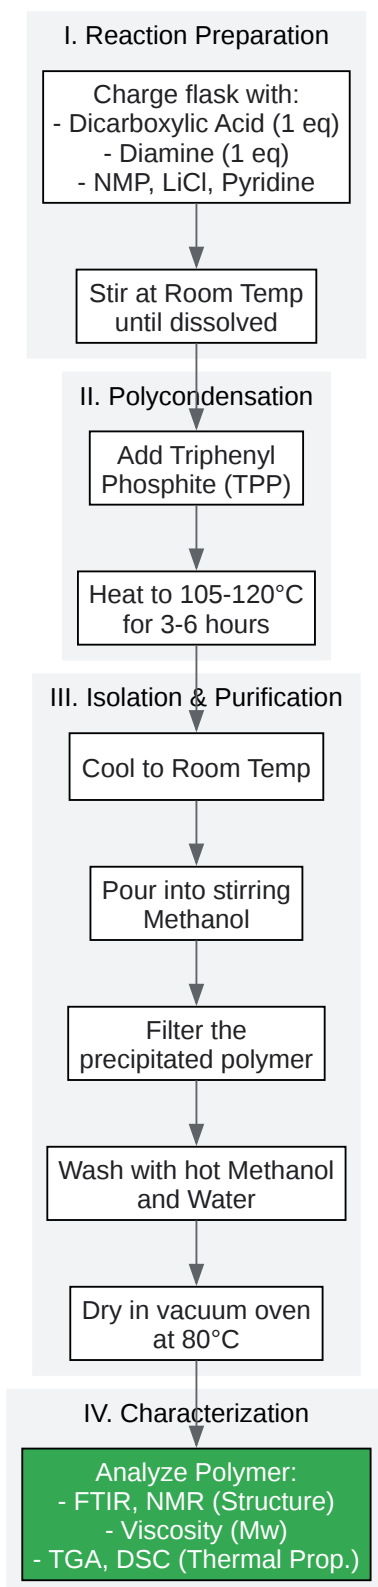 I. Reaction Preparation
Charge flask with:
- Dicarboxylic Acid (1 eq)
- Diamine (1 eq)
- NMP, LiCl, Pyridine
Stir at Room Temp
until dissolved
II. Polycondensation
Add Triphenyl
Phosphite (TPP)
Heat to 105-120°C
for 3-6 hours
III. Isolation & Purification
Cool to Room Temp
Pour into stirring
Methanol
Filter the
precipitated polymer
Wash with hot Methanol
and Water
Dry in vacuum oven
at 80°C
IV. Characterization
Analyze Polymer:
- FTIR, NMR (Structure)
- Viscosity (Mw)
- TGA, DSC (Thermal Prop.)